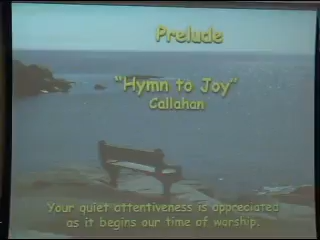 Prelude
"Hymn to Joy"
Callahan
Your quiet attentiveness is appreciated
as it begins our time of worship.